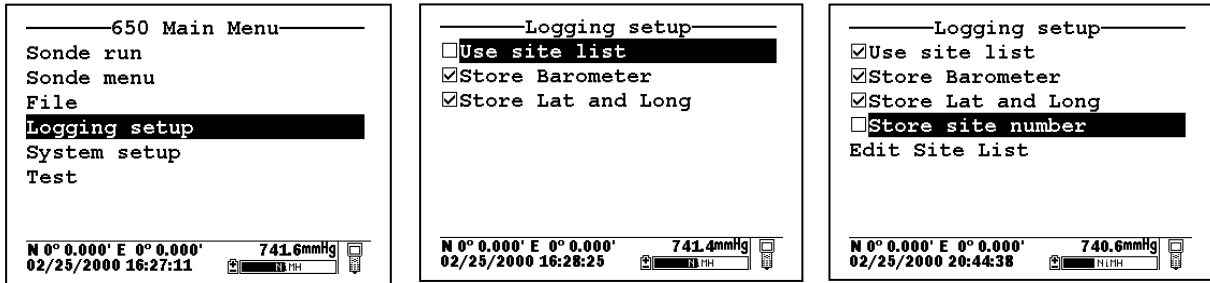 650 Main Menu
Sonde run
Sonde menu
File
Logging setup
System setup
Test
N 0° 0.000' E 0° 0.000' 741.6mmHg
02/25/2000 16:27:11 NiMH
Logging setup
Use site list
Store Barometer
Store Lat and Long
N 0° 0.000' E 0° 0.000' 741.4mmHg
02/25/2000 16:28:25 NiMH
Logging setup
Use site list
Store Barometer
Store Lat and Long
Store site number
Edit Site List
N 0° 0.000' E 0° 0.000' 740.6mmHg
02/25/2000 20:44:38 NiMH